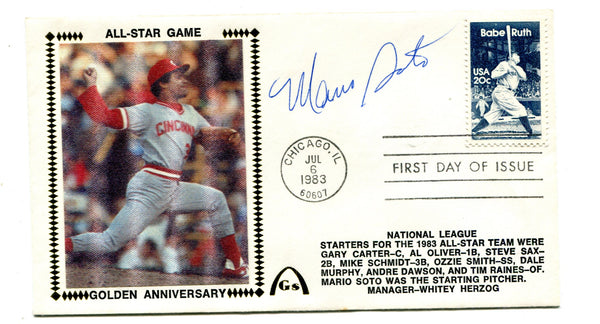 ALL-STAR GAME
CINCINNATI
GOLDEN ANNIVERSARY
Gs
Mario Soto
Babe Ruth
USA
20c
CHICAGO, IL
JUL
6
1983
60607
FIRST DAY OF ISSUE
NATIONAL LEAGUE
STARTERS FOR THE 1983 ALL-STAR TEAM WERE
GARY CARTER-C, AL OLIVER-1B, STEVE SAX-
2B, MIKE SCHMIDT-3B, OZZIE SMITH-SS, DALE
MURPHY, ANDRE DAWSON, AND TIM RAINES-OF.
MARIO SOTO WAS THE STARTING PITCHER.
MANAGER-WHITEY HERZOG